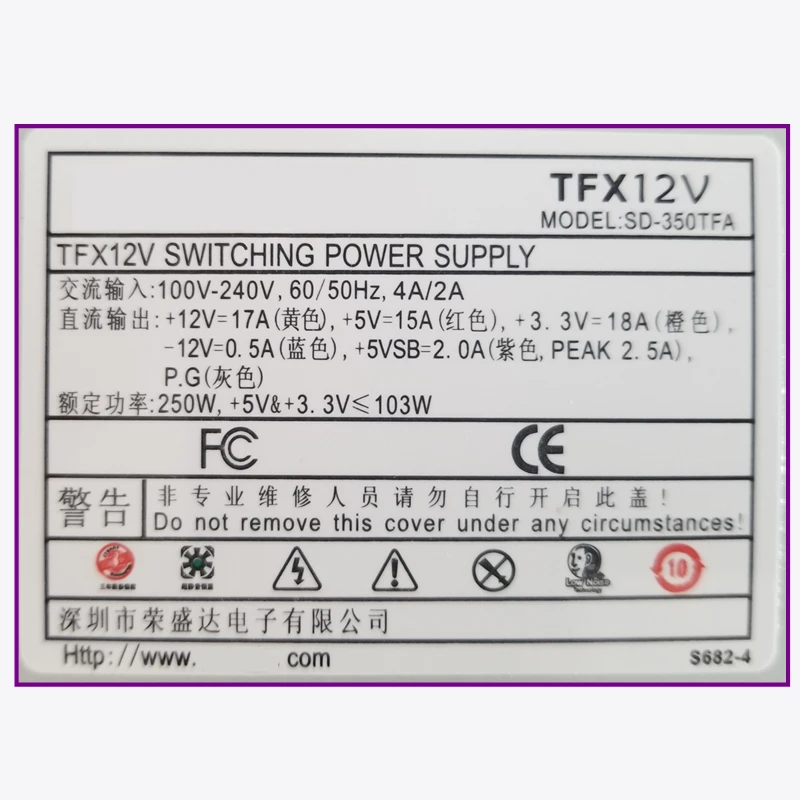 TFX12V
MODEL:SD-350TFA
TFX12V SWITCHING POWER SUPPLY
交流输入:100V-240V, 60/50Hz, 4A/2A
直流输出: +12V=17A(黄色), +5V=15A(红色), +3.3V=18A(橙色),
-12V=0.5A(蓝色), +5VSB=2.0A(紫色, PEAK 2.5A),
P.G(灰色)
额定功率:250W, +5V&+3.3V≤103W
FC CE
警告
非专业维修人员请勿自行开启此盖!
Do not remove this cover under any circumstances!
Low Noise
Technology
10
深圳市荣盛达电子有限公司
Http://www. .com
S682-4